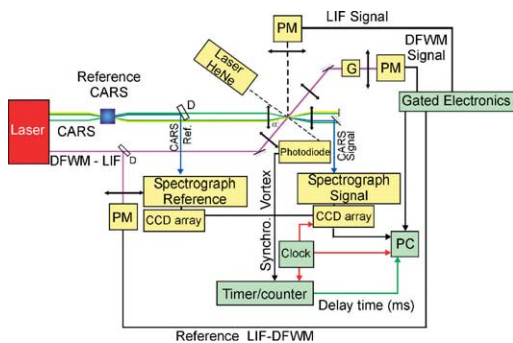 LIF Signal
PM
DFWM
Signal
Laser
HeNe
G
PM
Reference
CARS
D
Gated Electronics
Laser
CARS
CARS
Ref.
α
CARS
Signal
Photodiode
DFWM - LIF
D
Spectrograph
Reference
Spectrograph
Signal
PM
CCD array
CCD array
Synchro. Vortex
Clock
PC
Timer/counter
Delay time (ms)
Reference LIF-DFWM